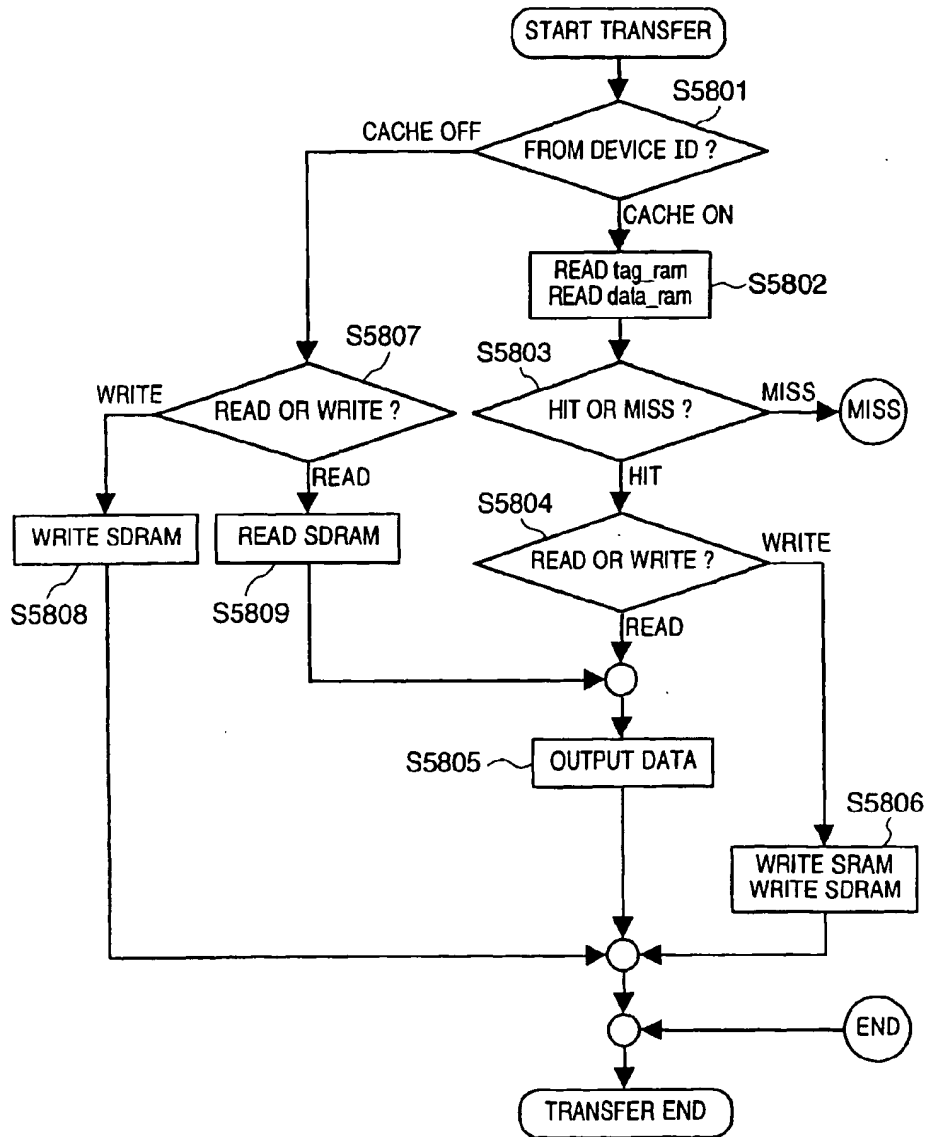 START TRANSFER
S5801
CACHE OFF
FROM DEVICE ID ?
CACHE ON
READ tag_ram
READ data_ram
S5802
S5807
S5803
WRITE
READ OR WRITE ?
HIT OR MISS ?
MISS
MISS
READ
HIT
S5804
WRITE SDRAM
READ SDRAM
READ OR WRITE ?
WRITE
S5808
S5809
READ
S5805
OUTPUT DATA
S5806
WRITE SRAM
WRITE SDRAM
END
TRANSFER END